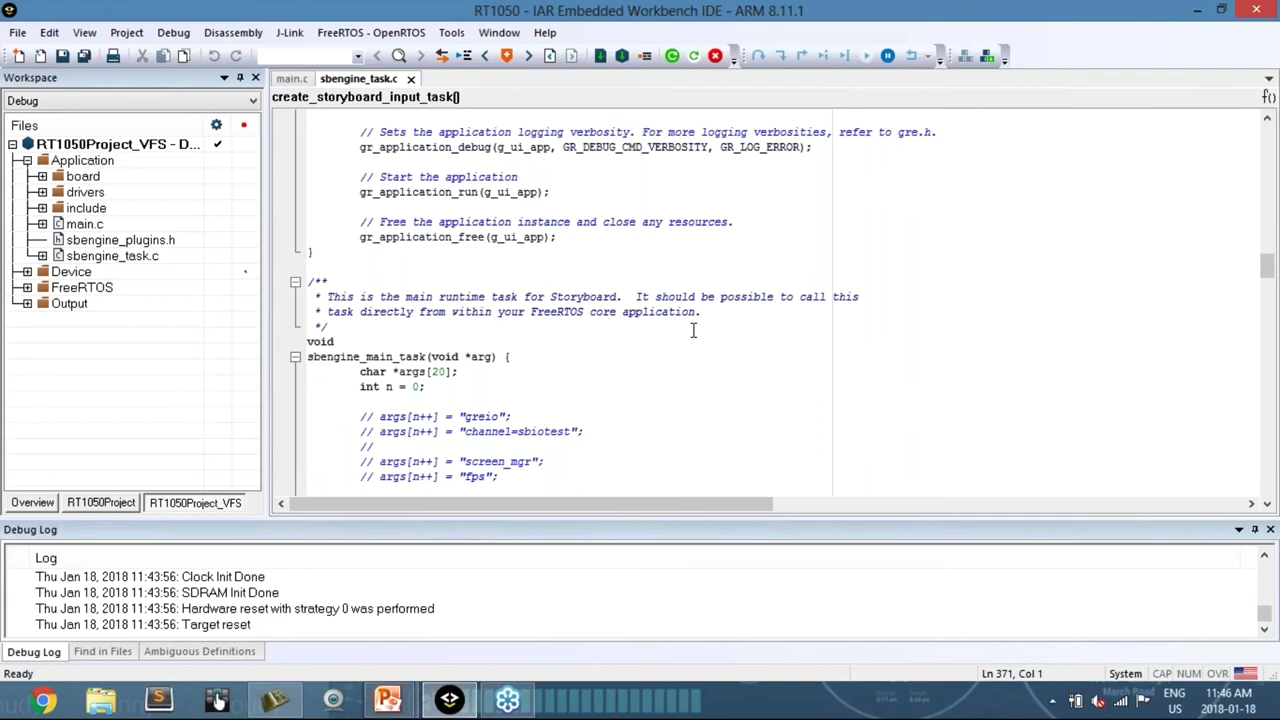 RT1050 - IAR Embedded Workbench IDE - ARM 8.11.1
File Edit View Project Debug Disassembly J-Link FreeRTOS - OpenRTOS Tools Window Help
Workspace
main.c sbengine_task.c
Debug
create_storyboard_input_task()
f()
Files
RT1050Project_VFS - D...
Application
board
drivers
include
main.c
sbengine_plugins.h
sbengine_task.c
Device
FreeRTOS
Output
Overview RT1050Project RT1050Project_VFS
// Sets the application logging verbosity. For more logging verbosities, refer to gre.h.
gr_application_debug(g_ui_app, GR_DEBUG_CMD_VERBOSITY, GR_LOG_ERROR);
// Start the application
gr_application_run(g_ui_app);
// Free the application instance and close any resources.
gr_application_free(g_ui_app);
}
/**
* This is the main runtime task for Storyboard. It should be possible to call this
* task directly from within your FreeRTOS core application.
*/
void
sbengine_main_task(void *arg) {
char *args[20];
int n = 0;
// args[n++] = "greio";
// args[n++] = "channel=sbiotest";
//
// args[n++] = "screen_mgr";
// args[n++] = "fps";
Debug Log
Log
Thu Jan 18, 2018 11:43:56: Clock Init Done
Thu Jan 18, 2018 11:43:56: SDRAM Init Done
Thu Jan 18, 2018 11:43:56: Hardware reset with strategy 0 was performed
Thu Jan 18, 2018 11:43:56: Target reset
Debug Log Find in Files Ambiguous Definitions
Ready Ln 371, Col 1 System CAP NUM OVR
March Road
ENG
US
11:46 AM
2018-01-18